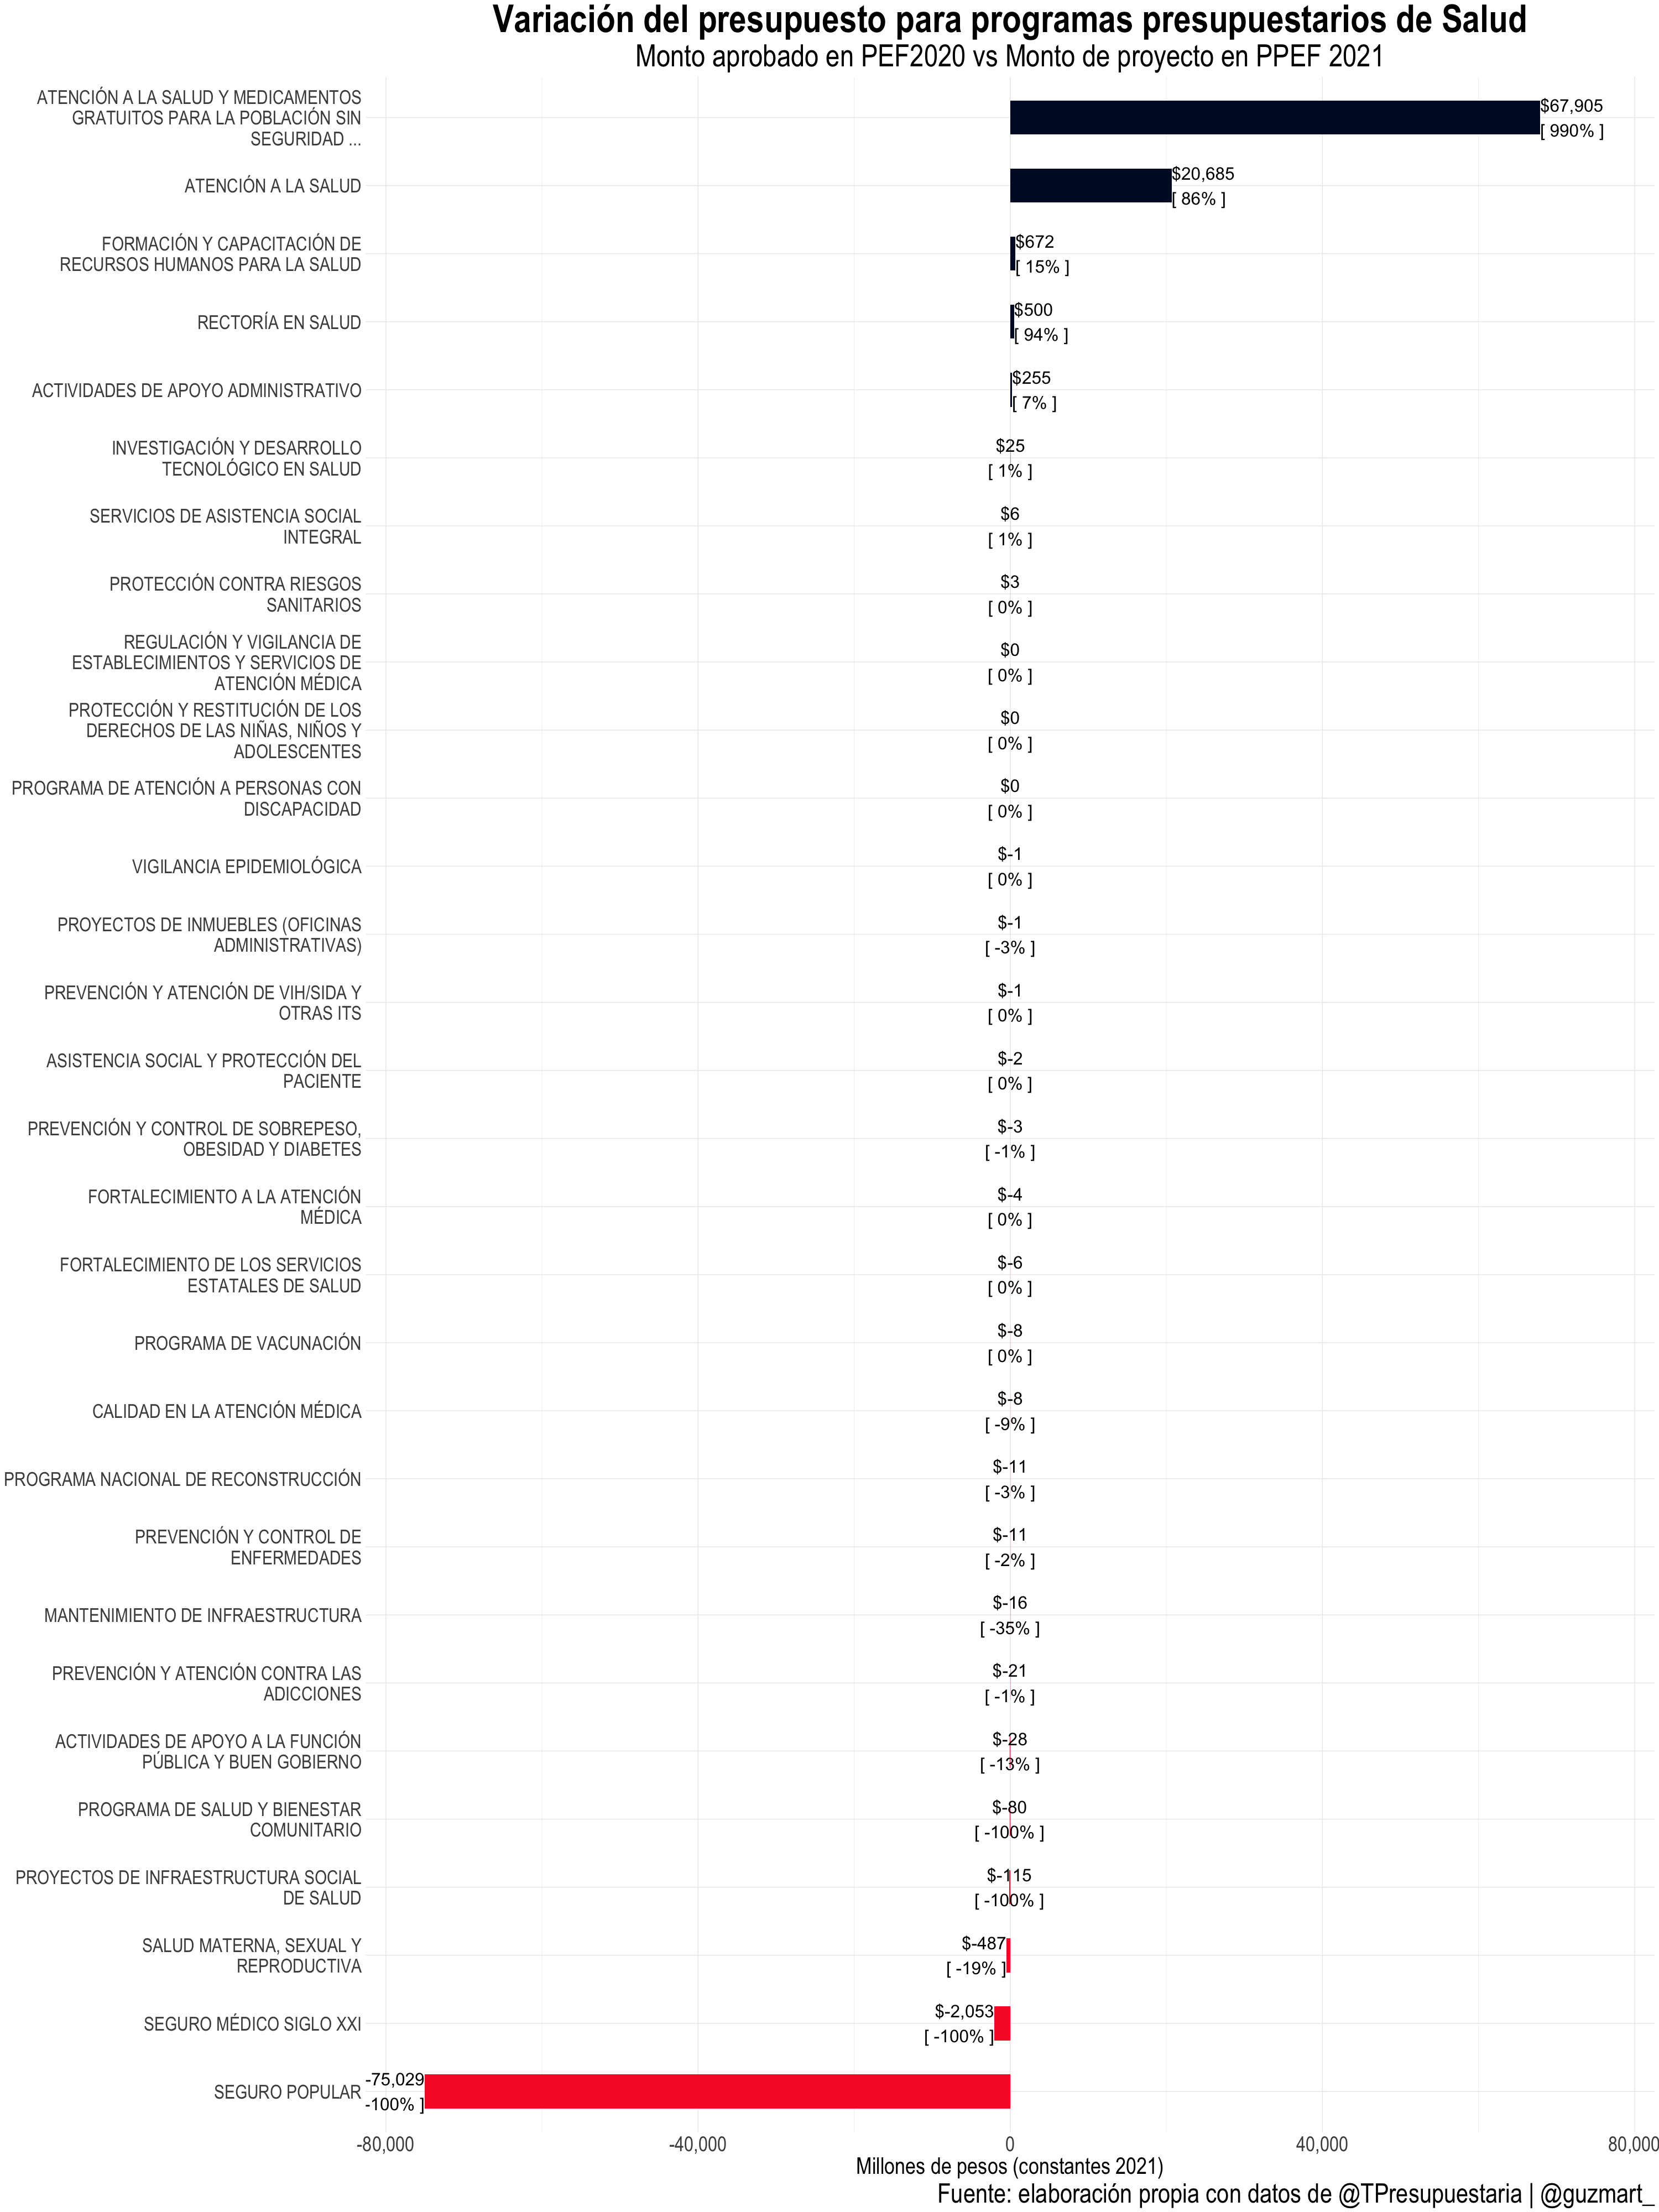 Variación del presupuesto para programas presupuestarios de Salud
Monto aprobado en PEF2020 vs Monto de proyecto en PPEF 2021
ATENCIÓN A LA SALUD Y MEDICAMENTOS
GRATUITOS PARA LA POBLACIÓN SIN
SEGURIDAD ...
$67,905
[ 990% ]
ATENCIÓN A LA SALUD
$20,685
[ 86% ]
FORMACIÓN Y CAPACITACIÓN DE
RECURSOS HUMANOS PARA LA SALUD
$672
[ 15% ]
RECTORÍA EN SALUD
$500
[ 94% ]
ACTIVIDADES DE APOYO ADMINISTRATIVO
$255
[ 7% ]
INVESTIGACIÓN Y DESARROLLO
TECNOLÓGICO EN SALUD
$25
[ 1% ]
SERVICIOS DE ASISTENCIA SOCIAL
INTEGRAL
$6
[ 1% ]
PROTECCIÓN CONTRA RIESGOS
SANITARIOS
$3
[ 0% ]
REGULACIÓN Y VIGILANCIA DE
ESTABLECIMIENTOS Y SERVICIOS DE
ATENCIÓN MÉDICA
$0
[ 0% ]
PROTECCIÓN Y RESTITUCIÓN DE LOS
DERECHOS DE LAS NIÑAS, NIÑOS Y
ADOLESCENTES
$0
[ 0% ]
PROGRAMA DE ATENCIÓN A PERSONAS CON
DISCAPACIDAD
$0
[ 0% ]
VIGILANCIA EPIDEMIOLÓGICA
$-1
[ 0% ]
PROYECTOS DE INMUEBLES (OFICINAS
ADMINISTRATIVAS)
$-1
[ -3% ]
PREVENCIÓN Y ATENCIÓN DE VIH/SIDA Y
OTRAS ITS
$-1
[ 0% ]
ASISTENCIA SOCIAL Y PROTECCIÓN DEL
PACIENTE
$-2
[ 0% ]
PREVENCIÓN Y CONTROL DE SOBREPESO,
OBESIDAD Y DIABETES
$-3
[ -1% ]
FORTALECIMIENTO A LA ATENCIÓN
MÉDICA
$-4
[ 0% ]
FORTALECIMIENTO DE LOS SERVICIOS
ESTATALES DE SALUD
$-6
[ 0% ]
PROGRAMA DE VACUNACIÓN
$-8
[ 0% ]
CALIDAD EN LA ATENCIÓN MÉDICA
$-8
[ -9% ]
PROGRAMA NACIONAL DE RECONSTRUCCIÓN
$-11
[ -3% ]
PREVENCIÓN Y CONTROL DE
ENFERMEDADES
$-11
[ -2% ]
MANTENIMIENTO DE INFRAESTRUCTURA
$-16
[ -35% ]
PREVENCIÓN Y ATENCIÓN CONTRA LAS
ADICCIONES
$-21
[ -1% ]
ACTIVIDADES DE APOYO A LA FUNCIÓN
PÚBLICA Y BUEN GOBIERNO
$-28
[ -13% ]
PROGRAMA DE SALUD Y BIENESTAR
COMUNITARIO
$-80
[ -100% ]
PROYECTOS DE INFRAESTRUCTURA SOCIAL
DE SALUD
$-115
[ -100% ]
SALUD MATERNA, SEXUAL Y
REPRODUCTIVA
$-487
[ -19% ]
SEGURO MÉDICO SIGLO XXI
$-2,053
[ -100% ]
SEGURO POPULAR
-75,029
-100% ]
-80,000
-40,000
0
40,000
80,000
Millones de pesos (constantes 2021)
Fuente: elaboración propia con datos de @TPresupuestaria | @guzmart_